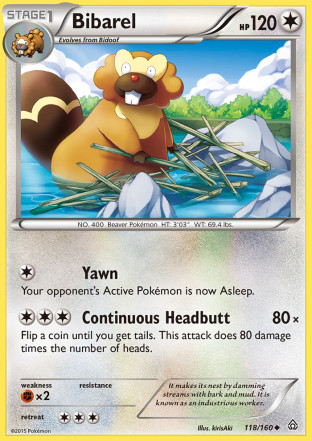 STAGE1
Bibarel
HP120
Evolves from Bidoof
NO. 400 Beaver Pokémon HT: 3'03" WT: 69.4 lbs.
Yawn
Your opponent's Active Pokémon is now Asleep.
Continuous Headbutt 80×
Flip a coin until you get tails. This attack does 80 damage
times the number of heads.
weakness resistance
×2
retreat
It makes its nest by damming
streams with bark and mud. It is
known as an industrious worker.
©2015 Pokémon
Illus. kirisAki
118/160